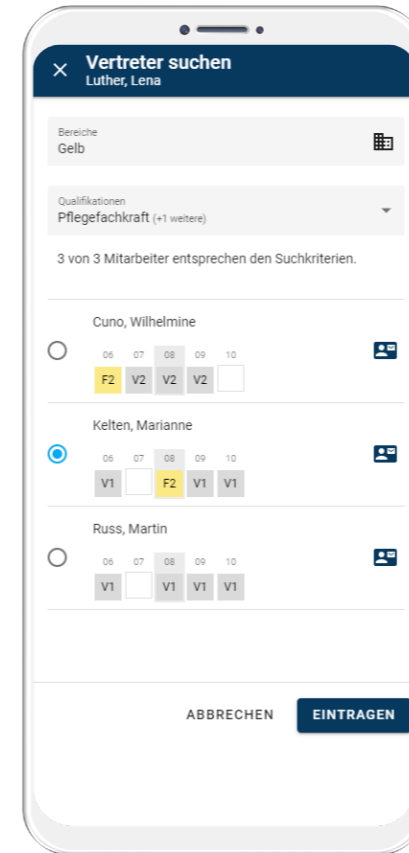 Vertreter suchen
Luther, Lena
Bereiche
Gelb
Qualifikationen
Pflegefachkraft (+1 weitere)
3 von 3 Mitarbeiter entsprechen den Suchkriterien.
Cuno, Wilhelmine
06 07 08 09 10
F2 V2 V2 V2
Kelten, Marianne
06 07 08 09 10
V1 F2 V1 V1
Russ, Martin
06 07 08 09 10
V1 V1 V1 V1
ABBRECHEN EINTRAGEN